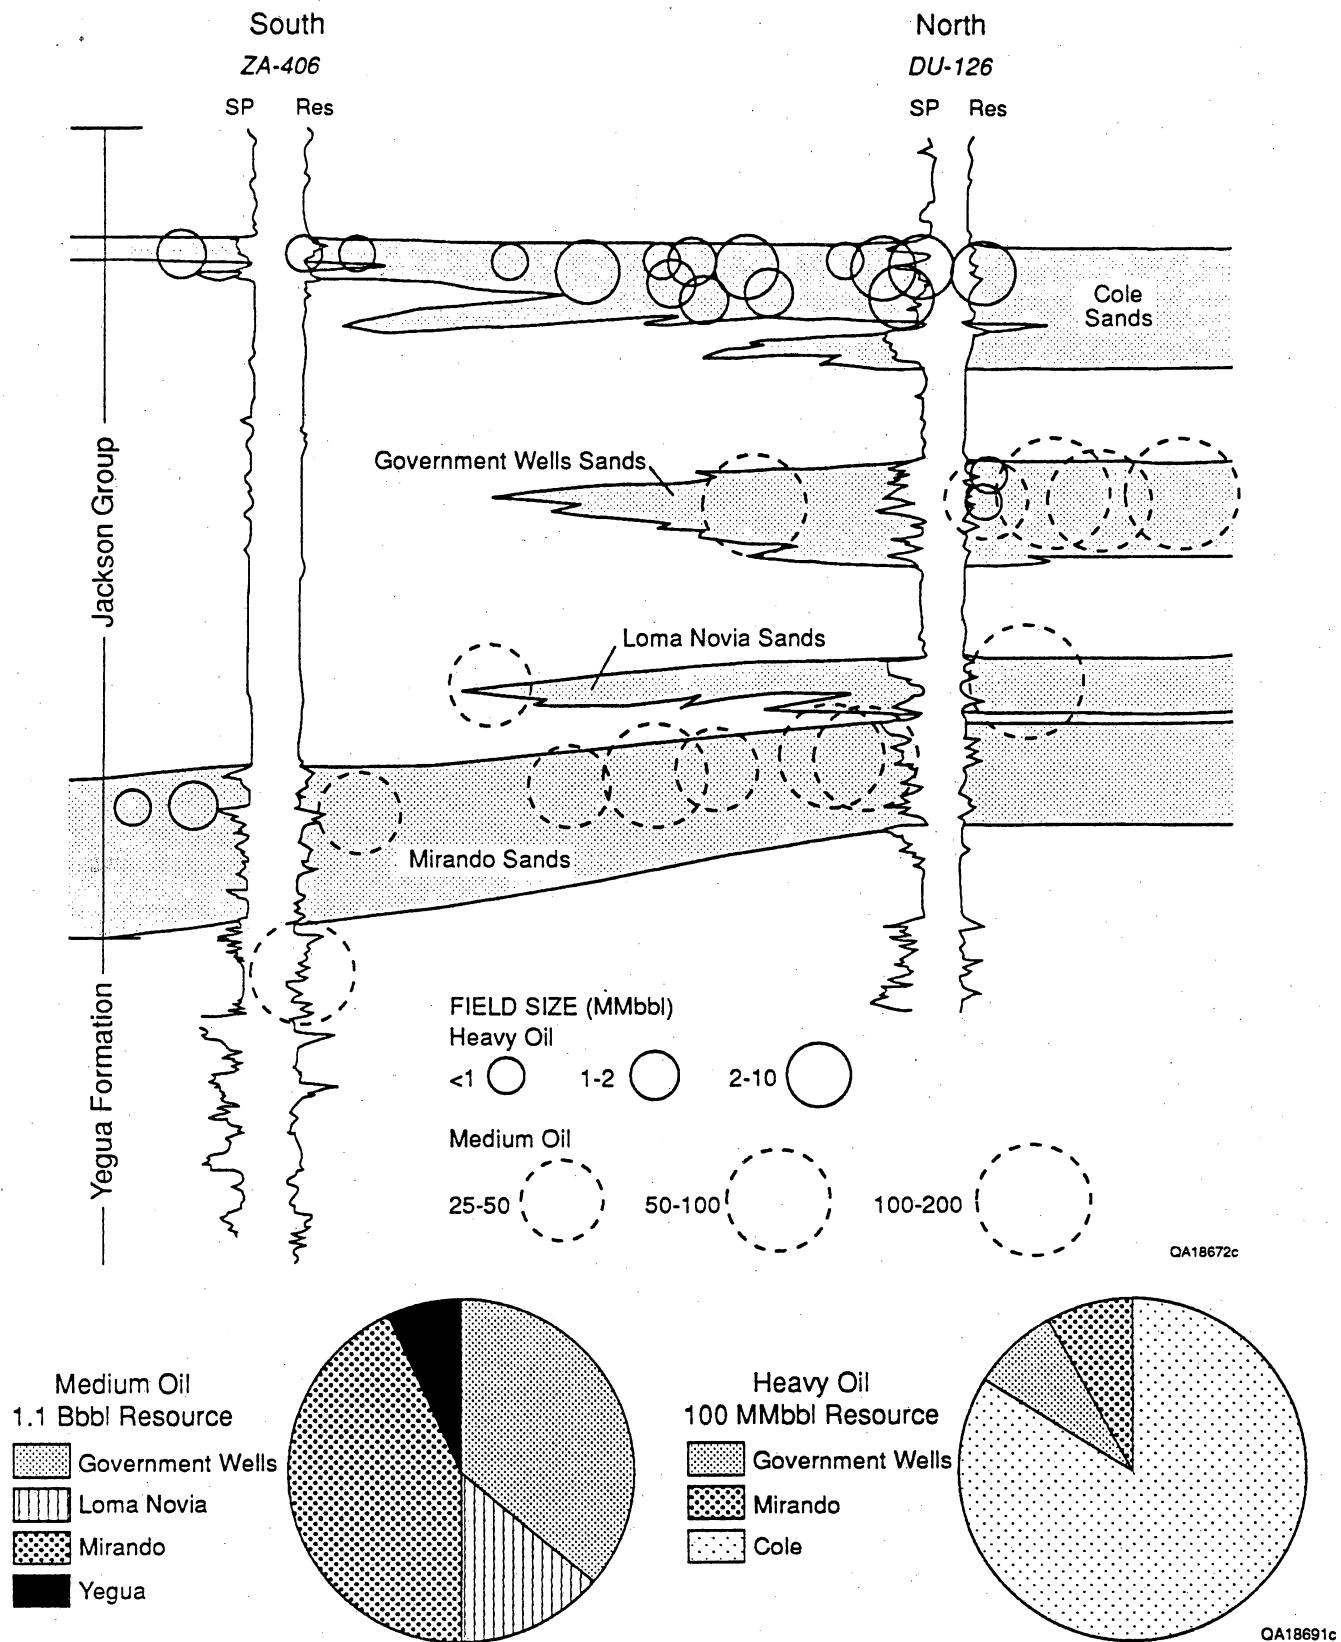 South
North
ZA-406
DU-126
SP Res
SP Res
Cole
Sands
Government Wells Sands
Jackson Group
Loma Novia Sands
Mirando Sands
Yegua Formation
FIELD SIZE (MMbbl)
Heavy Oil
<1
1-2
2-10
Medium Oil
25-50
50-100
100-200
QA18672c
Medium Oil
1.1 Bbbl Resource
Government Wells
Loma Novia
Mirando
Yegua
Heavy Oil
100 MMbbl Resource
Government Wells
Mirando
Cole
QA18691c